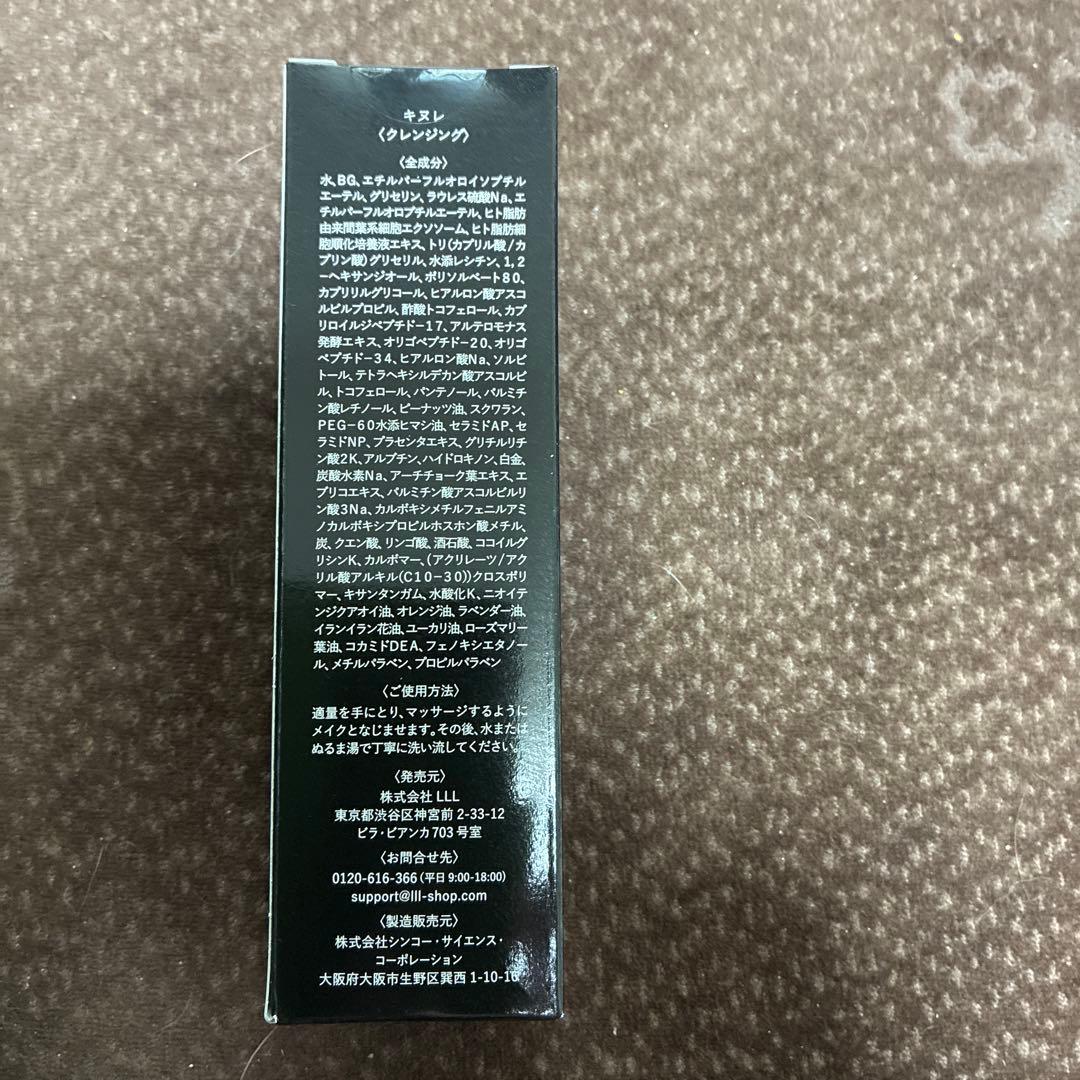 キヌレ
〈クレンジング〉
〈全成分〉
水、BG、エチルパーフルオロイソブチル
エーテル、グリセリン、ラウレス硫酸Na、エ
チルパーフルオロブチルエーテル、ヒト脂肪
由来間葉系細胞エクソソーム、ヒト脂肪細
胞順化培養液エキス、トリ(カプリル酸/カ
プリン酸)グリセリル、水添レシチン、1,2
-ヘキサンジオール、ポリソルベート80、
カプリリルグリコール、ヒアルロン酸アスコ
ルビルプロピル、酢酸トコフェロール、カプ
リロイルジペプチド-17、アルテロモナス
発酵エキス、オリゴペプチド-20、オリゴ
ペプチド-34、ヒアルロン酸Na、ソルビ
トール、テトラヘキシルデカン酸アスコルビ
ル、トコフェロール、パンテノール、パルミチ
ン酸レチノール、ピーナッツ油、スクワラン、
PEG-60水添ヒマシ油、セラミドAP、セ
ラミドNP、プラセンタエキス、グリチルリチ
ン酸2K、アルブチン、ハイドロキノン、白金、
炭酸水素Na、アーチチョーク葉エキス、エ
ブリコエキス、パルミチン酸アスコルビルリ
ン酸3Na、カルボキシメチルフェニルアミ
ノカルボキシプロピルホスホン酸メチル、
炭、クエン酸、リンゴ酸、酒石酸、ココイルグ
リシンK、カルボマー、(アクリレーツ/アク
リル酸アルキル(C10-30))クロスポリ
マー、キサンタンガム、水酸化K、ニオイテ
ンジクアオイ油、オレンジ油、ラベンダー油、
イランイラン花油、ユーカリ油、ローズマリー
葉油、コカミドDEA、フェノキシエタノー
ル、メチルパラベン、プロピルパラベン
〈ご使用方法〉
適量を手にとり、マッサージするように
メイクとなじませます。その後、水または
ぬるま湯で丁寧に洗い流してください。
〈発売元〉
株式会社 LLL
東京都渋谷区神宮前 2-33-12
ビラ・ビアンカ 703 号室
〈お問合せ先〉
0120-616-366 (平日 9:00-18:00)
support@lll-shop.com
〈製造販売元〉
株式会社シンコー・サイエンス・
コーポレーション
大阪府大阪市生野区巽西 1-10-16